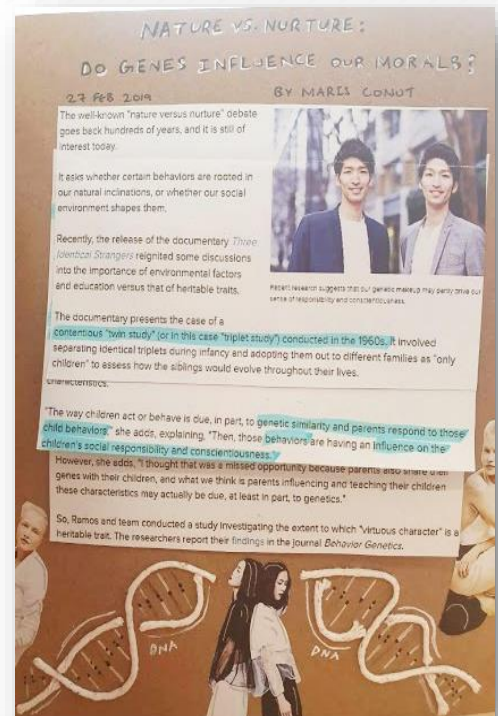 NATURE VS. NURTURE:
DO GENES INFLUENCE OUR MORALS?
27 FEB 2019
BY MARIS CONUT
The well-known "nature versus nurture" debate
goes back hundreds of years, and it is still of
interest today.
It asks whether certain behaviors are rooted in
our natural inclinations, or whether our social
environment shapes them.
Recently, the release of the documentary Three
Identical Strangers reignited some discussions
into the importance of environmental factors
and education versus that of heritable traits.
Recent research suggests that our genetic makeup may partly drive our
sense of responsibility and conscientiousness.
The documentary presents the case of a
contentious "twin study" (or in this case "triplet study") conducted in the 1960s. It involved
separating identical triplets during infancy and adopting them out to different families as "only
children" to assess how the siblings would evolve throughout their lives.
characteristics.
"The way children act or behave is due, in part, to genetic similarity and parents respond to those
child behaviors," she adds, explaining, "Then, those behaviors are having an influence on the
children's social responsibility and conscientiousness."
However, she adds, "I thought that was a missed opportunity because parents also share their
genes with their children, and what we think is parents influencing and teaching their children
these characteristics may actually be due, at least in part, to genetics."
So, Ramos and team conducted a study investigating the extent to which "virtuous character" is a
heritable trait. The researchers report their findings in the journal Behavior Genetics.
DNA
DNA